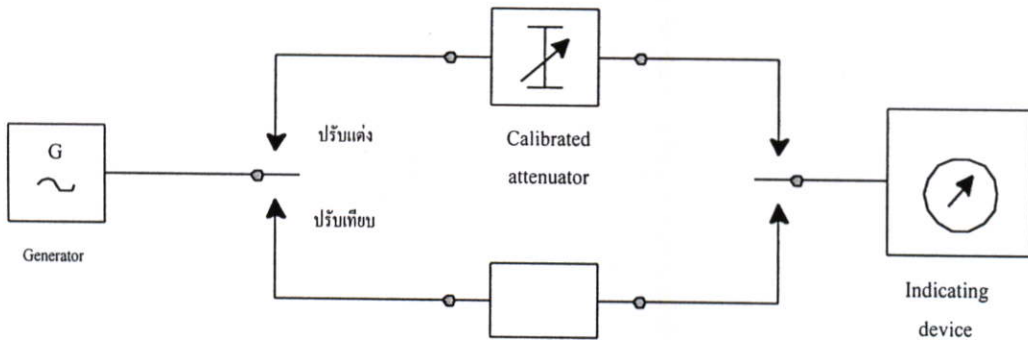 ปรับแต่ง
Calibrated
attenuator
G
ปรับเทียบ
Generator
Indicating
device